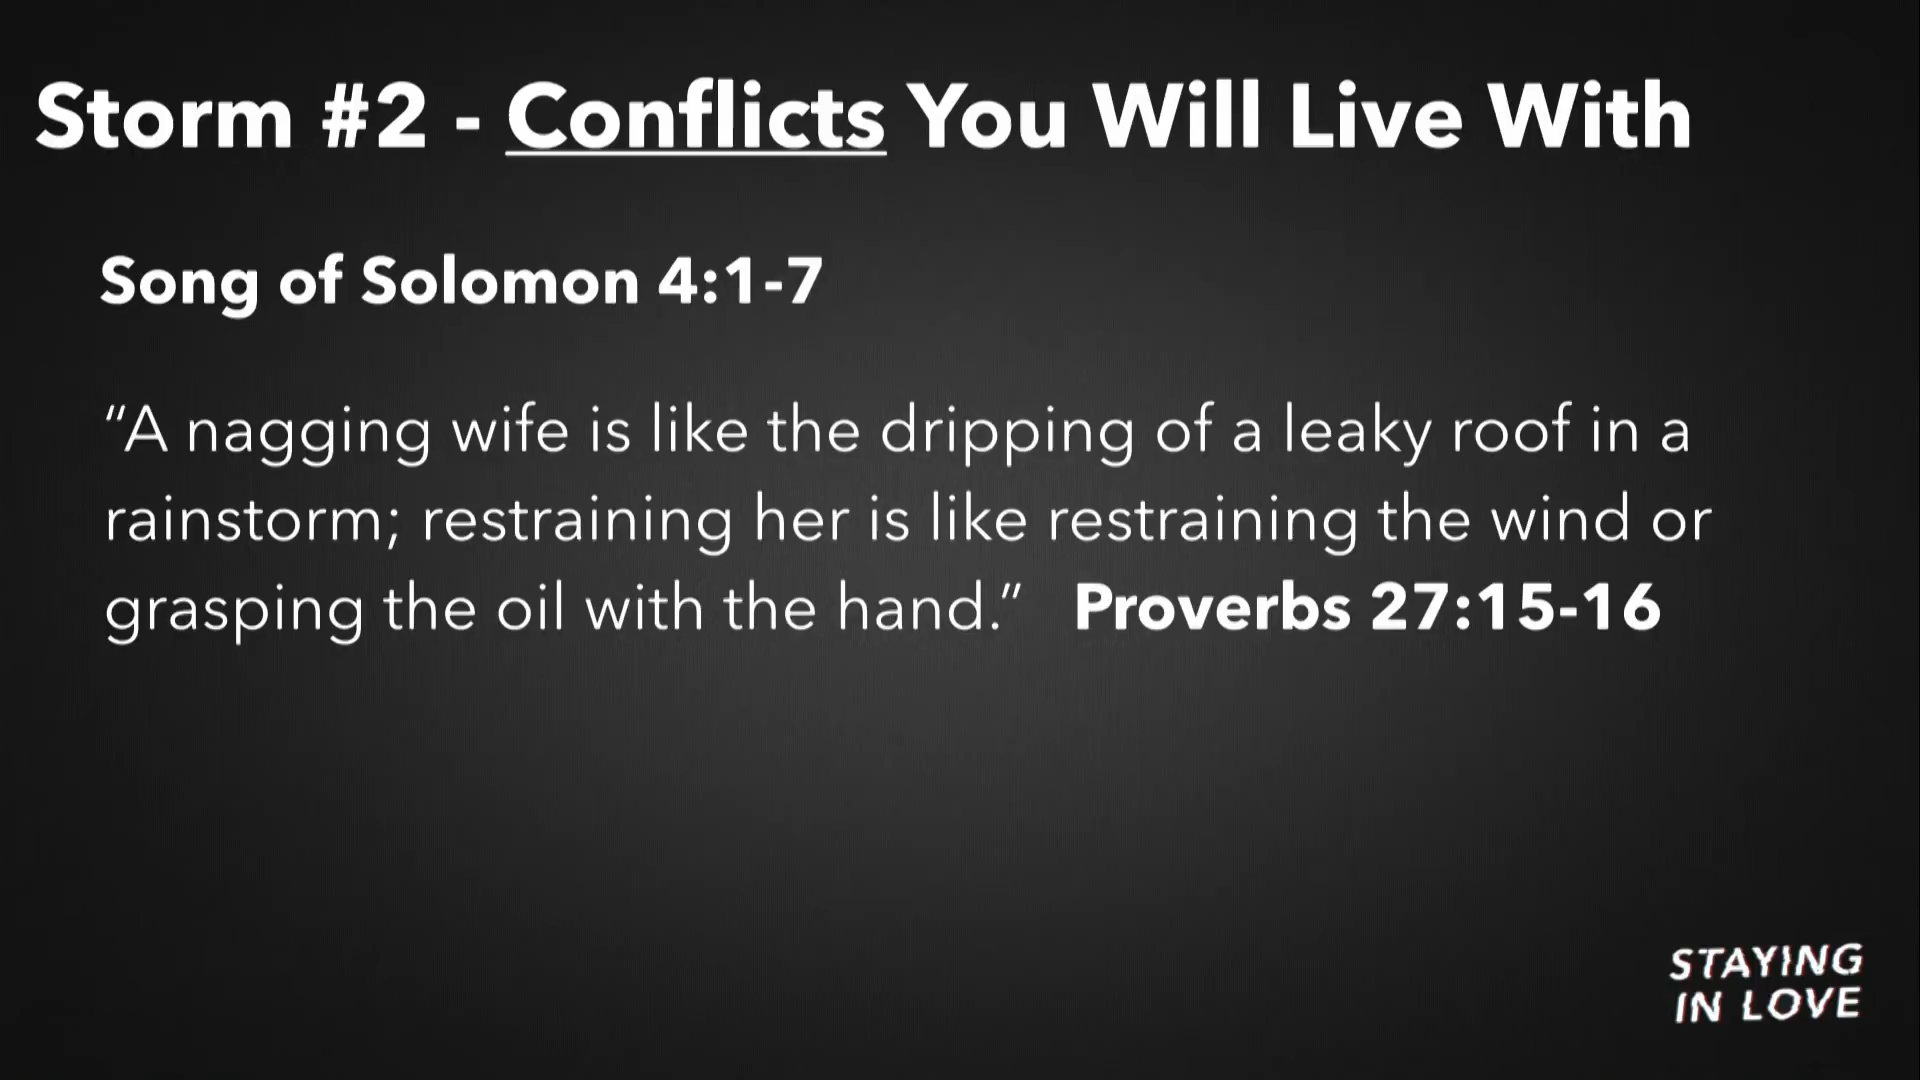 Storm #2 - Conflicts You Will Live With
Song of Solomon 4:1-7
“A nagging wife is like the dripping of a leaky roof in a
rainstorm; restraining her is like restraining the wind or
grasping the oil with the hand.” Proverbs 27:15-16
STAYING
IN LOVE